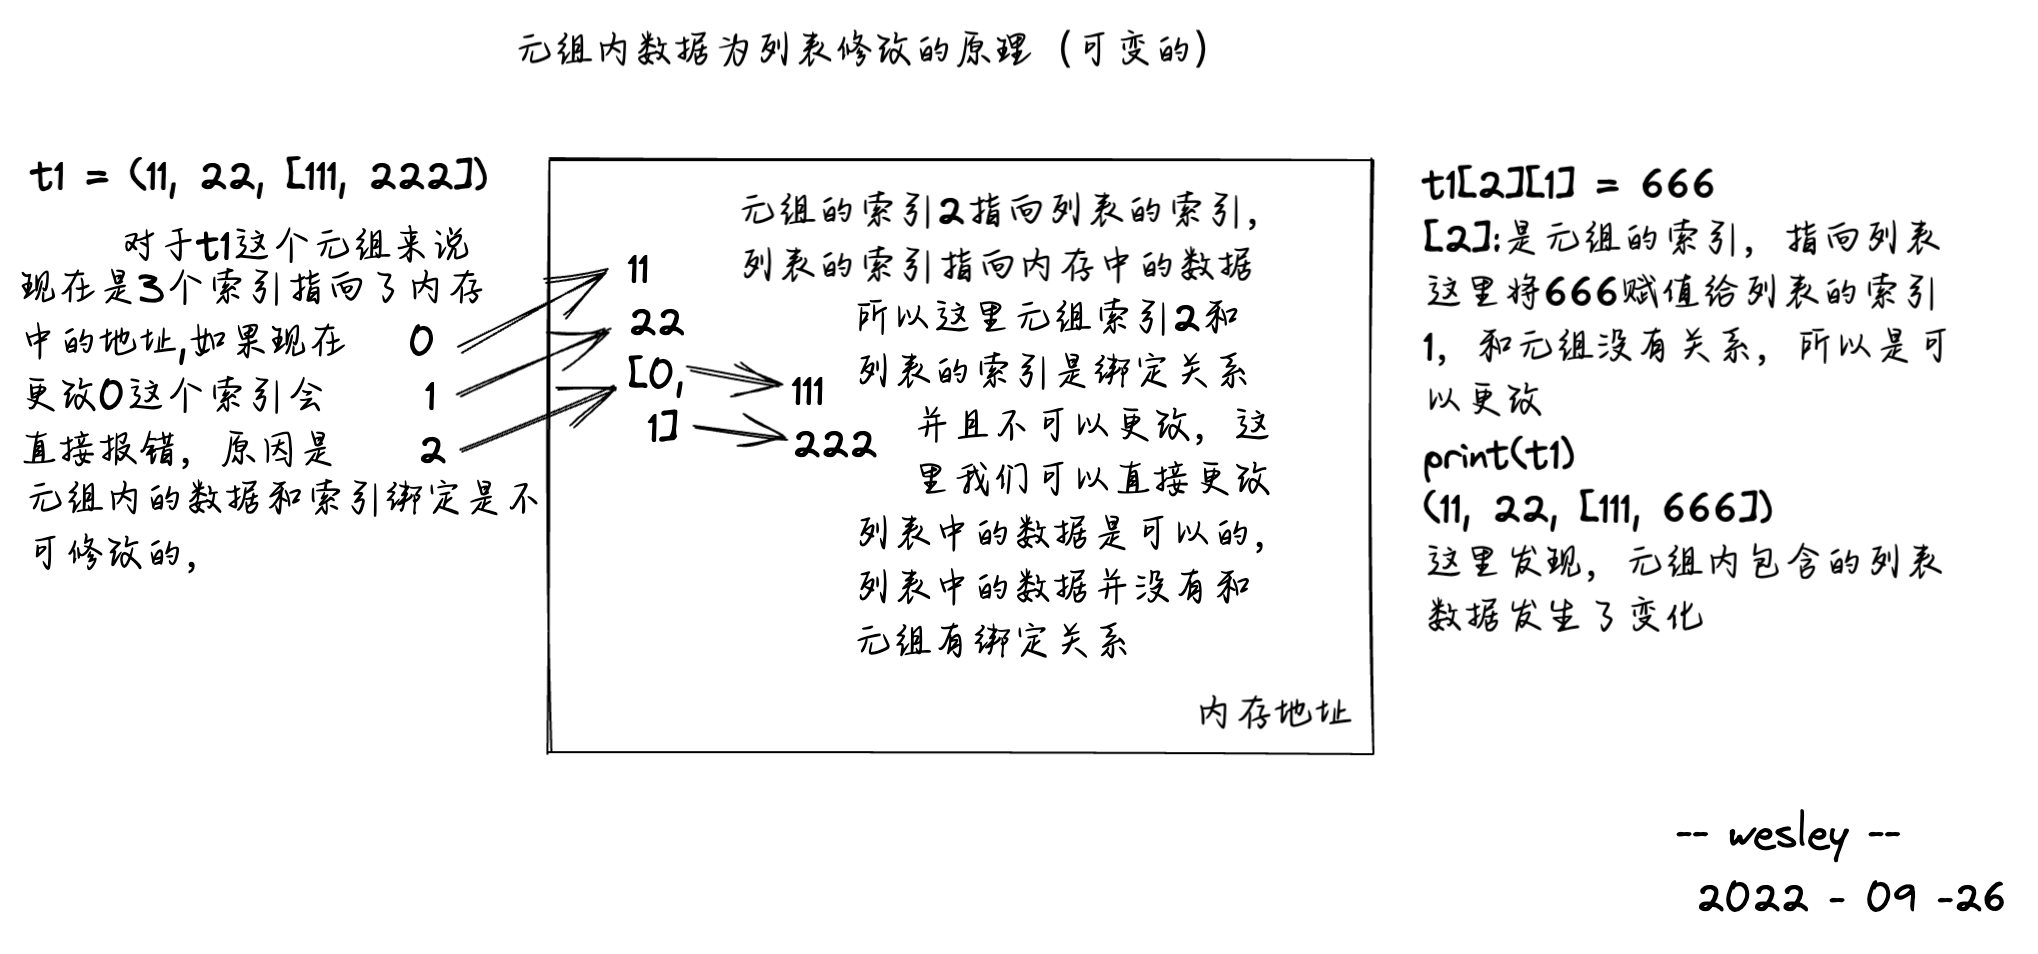 元组内数据为列表修改的原理（可变的）
t1 = (11, 22, [111, 222])
对于t1这个元组来说
现在是3个索引指向了内存
中的地址,如果现在
更改0这个索引会
直接报错，原因是
元组内的数据和索引绑定是不
可修改的，
0
1
2
11
22
[0,
1]
111
222
元组的索引2指向列表的索引，
列表的索引指向内存中的数据
所以这里元组索引2和
列表的索引是绑定关系
并且不可以更改，这
里我们可以直接更改
列表中的数据是可以的，
列表中的数据并没有和
元组有绑定关系
内存地址
t1[2][1] = 666
[2]:是元组的索引，指向列表
这里将666赋值给列表的索引
1，和元组没有关系，所以是可
以更改
print(t1)
(11, 22, [111, 666])
这里发现，元组内包含的列表
数据发生了变化
-- wesley --
2022 - 09 -26